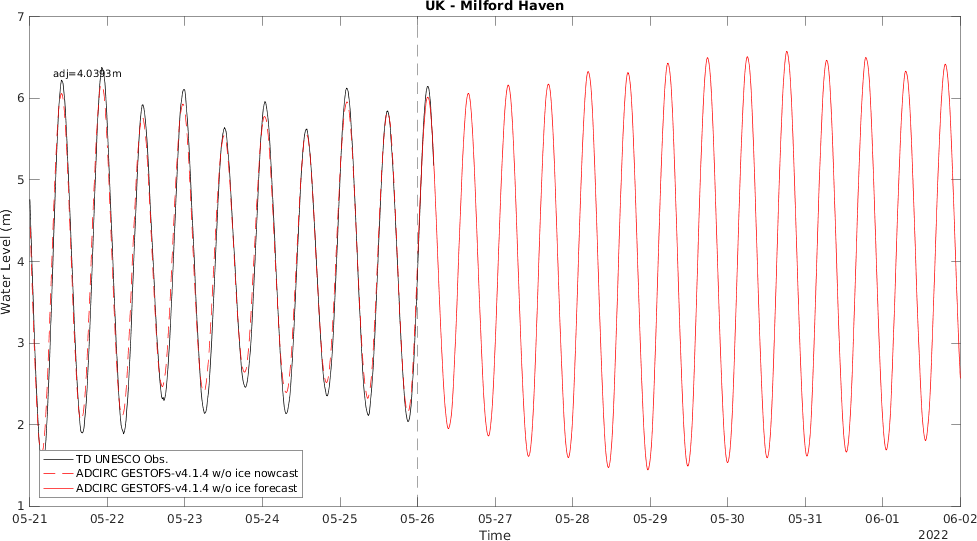 UK - Milford Haven
adj=4.0393m
Water Level (m)
7
6
5
4
3
2
1
TD UNESCO Obs.
ADCIRC GESTOFS-v4.1.4 w/o ice nowcast
ADCIRC GESTOFS-v4.1.4 w/o ice forecast
05-21 05-22 05-23 05-24 05-25 05-26 05-27 05-28 05-29 05-30 05-31 06-01 06-02
Time
2022